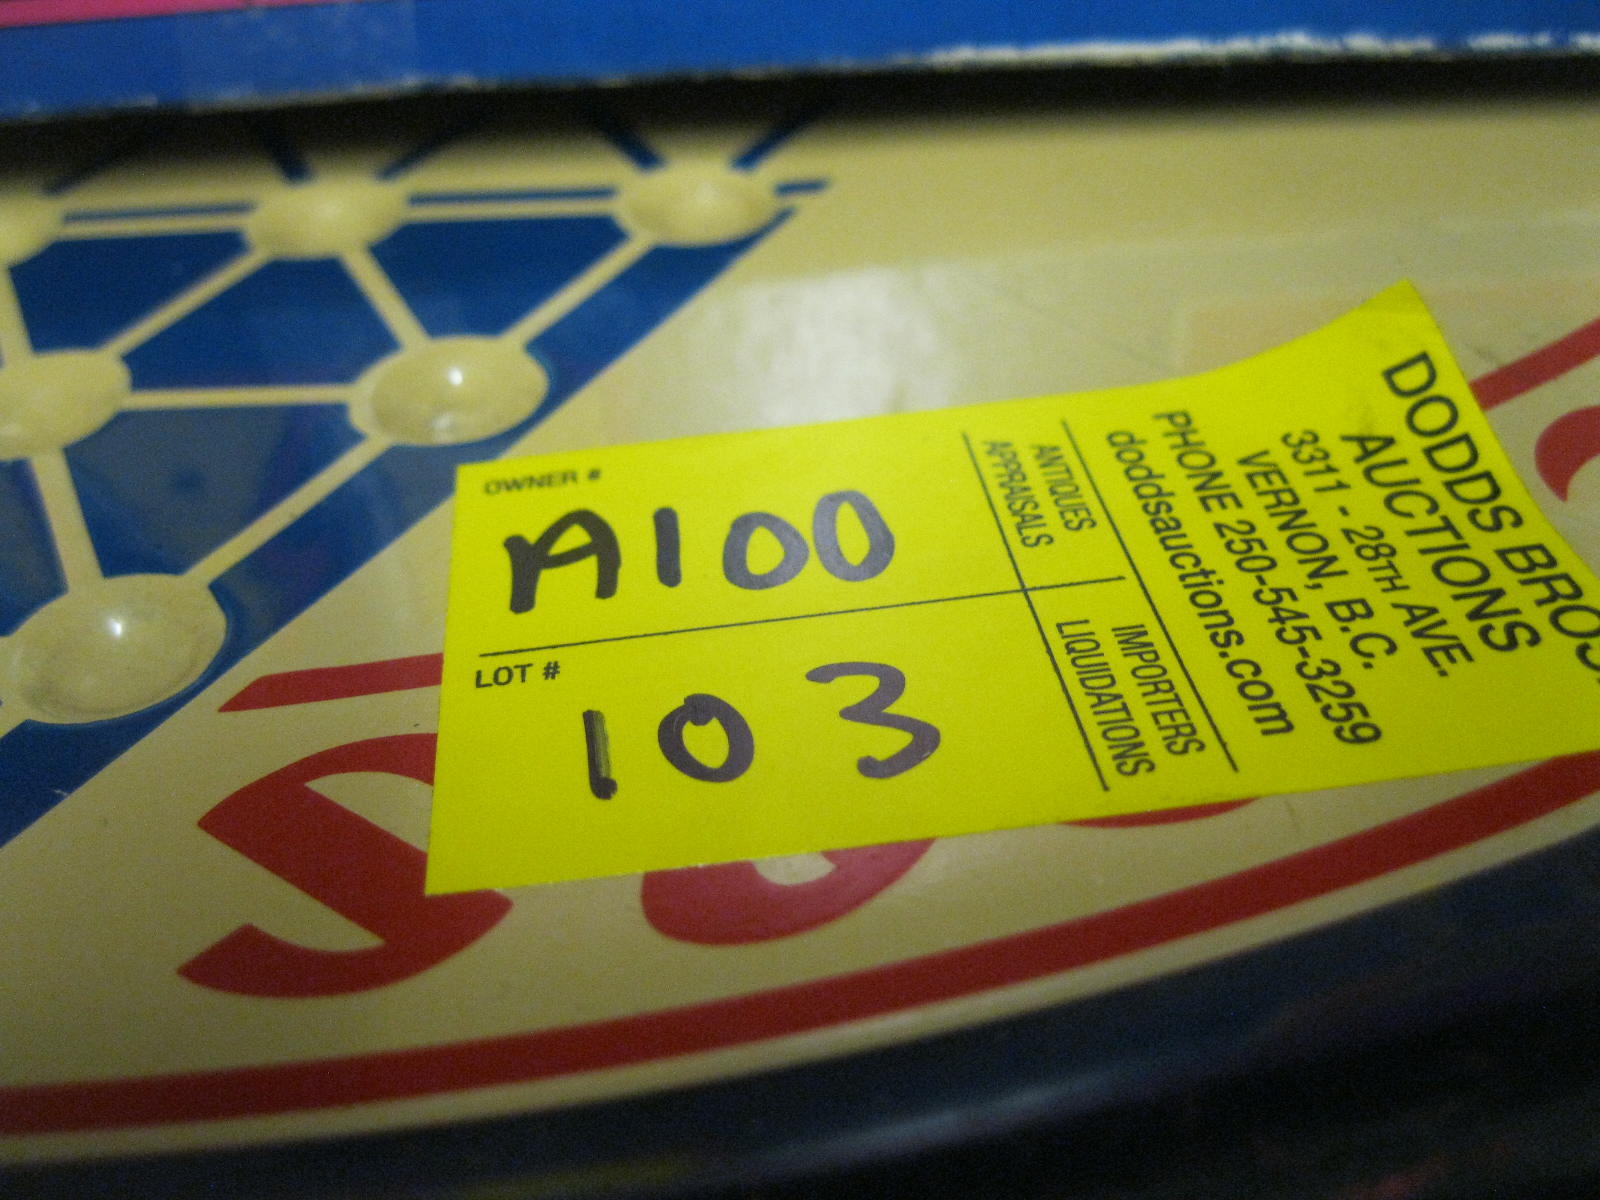 OWNER #
A100
LOT #
103
ANTIQUES
APPRAISALS
IMPORTERS
LIQUIDATIONS
DODDS BROS.
AUCTIONS
3311 - 28TH AVE.
VERNON, B.C.
PHONE 250-545-3259
doddsauctions.com